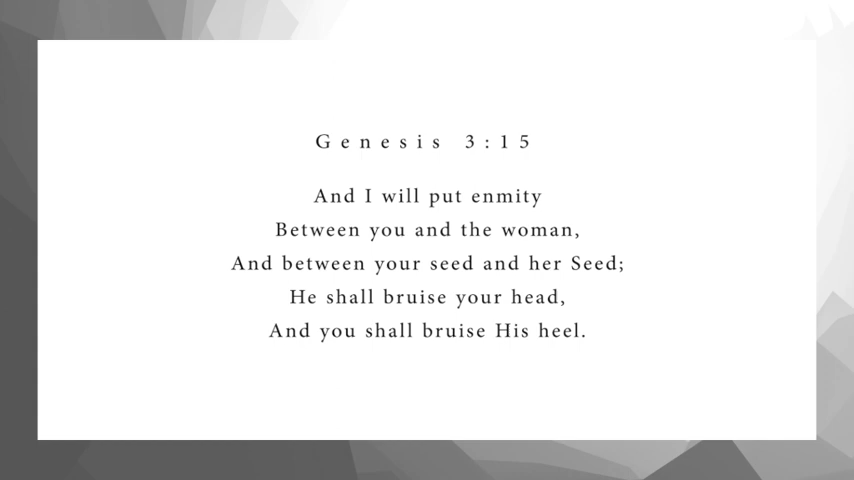 Genesis 3:15
And I will put enmity
Between you and the woman,
And between your seed and her Seed;
He shall bruise your head,
And you shall bruise His heel.